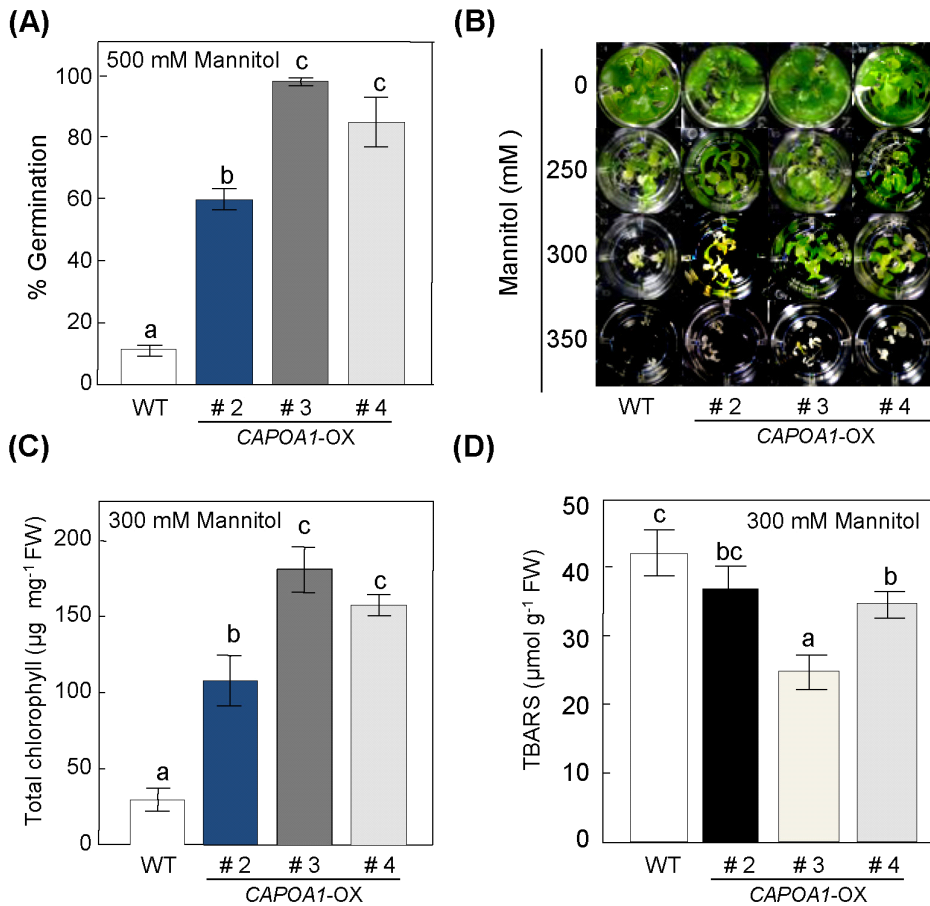 (A)
500 mM Mannitol
% Germination
100
80
60
40
20
0
a
b
c
c
WT
# 2
# 3
# 4
CAPOA1-OX
(B)
Mannitol (mM)
0
250
300
350
WT
# 2
# 3
# 4
CAPOA1-OX
(C)
300 mM Mannitol
Total chlorophyll (µg mg⁻¹ FW)
200
150
100
50
0
a
b
c
c
WT
# 2
# 3
# 4
CAPOA1-OX
(D)
300 mM Mannitol
TBARS (µmol g⁻¹ FW)
50
40
30
20
10
0
c
bc
a
b
WT
# 2
# 3
# 4
CAPOA1-OX